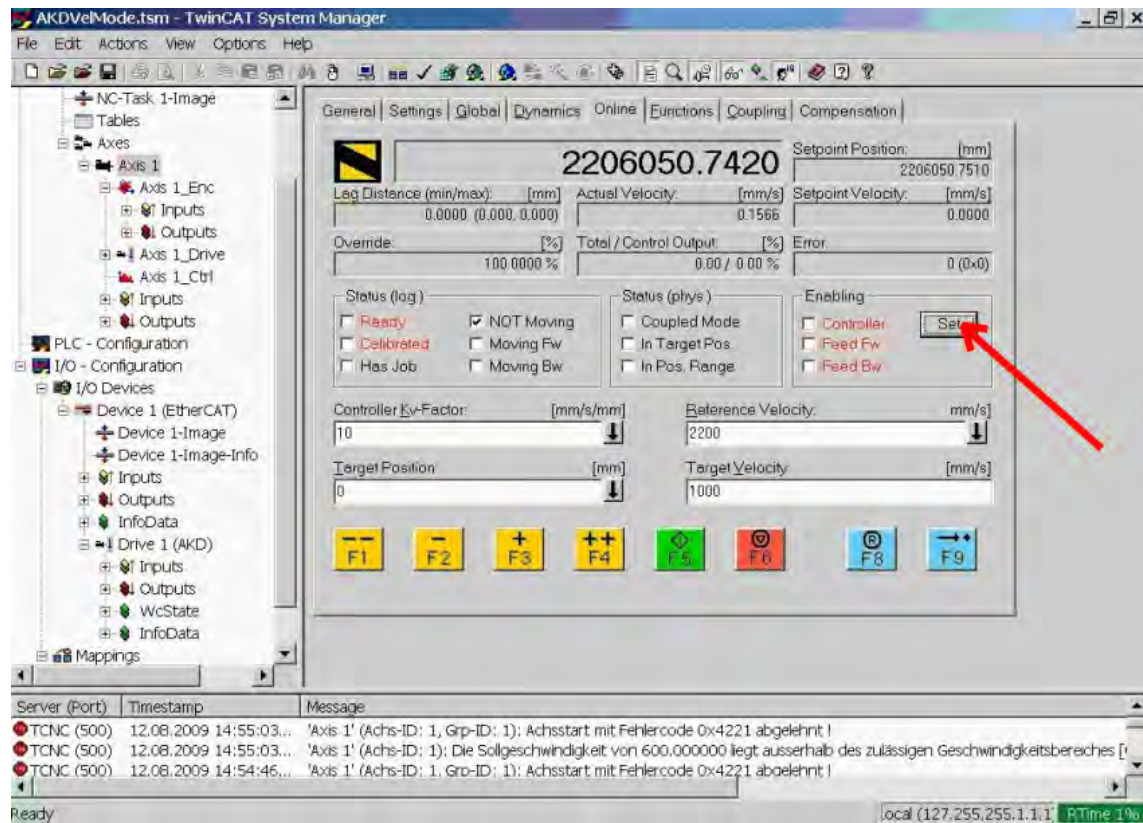 AKDVelMode.tsm - TwinCAT System Manager
File Edit Actions View Options Help
NC-Task 1-Image
Tables
Axes
Axis 1
Axis 1_Enc
Inputs
Outputs
Axis 1_Drive
Axis 1_Ctrl
Inputs
Outputs
PLC - Configuration
I/O - Configuration
I/O Devices
Device 1 (EtherCAT)
Device 1-Image
Device 1-Image-Info
Inputs
Outputs
InfoData
Drive 1 (AKD)
Inputs
Outputs
WcState
InfoData
Mappings
General Settings Global Dynamics Online Functions Coupling Compensation
2206050.7420
Setpoint Position: [mm]
2206050.7510
Lag Distance (min/max): [mm] Actual Velocity: [mm/s] Setpoint Velocity: [mm/s]
0.0000 (0.000, 0.000) 0.1566 0.0000
Override: [%] Total / Control Output: [%] Error:
100.0000 % 0.00 / 0.00 % 0 (0x0)
Status (log.) Status (phys.) Enabling
Ready NOT Moving Coupled Mode Controller Set
Calibrated Moving Fw In Target Pos. Feed Fw
Has Job Moving Bw In Pos. Range Feed Bw
Controller Kv-Factor: [mm/s/mm] Reference Velocity: mm/s]
10 2200
Target Position [mm] Target Velocity [mm/s]
0 1000
-- F1 - F2 + F3 ++ F4 F5 F6 R F8 F9
Server (Port) Timestamp Message
TCNC (500) 12.08.2009 14:55:03... 'Axis 1' (Achs-ID: 1, Grp-ID: 1): Achsstart mit Fehlercode 0x4221 abgelehnt !
TCNC (500) 12.08.2009 14:55:03... 'Axis 1' (Achs-ID: 1): Die Sollgeschwindigkeit von 600.000000 liegt ausserhalb des zulässigen Geschwindigkeitsbereiches [
TCNC (500) 12.08.2009 14:54:46... 'Axis 1' (Achs-ID: 1, Grp-ID: 1): Achsstart mit Fehlercode 0x4221 abgelehnt !
Ready ocal (127.255.255.1.1.1 RTime 1%